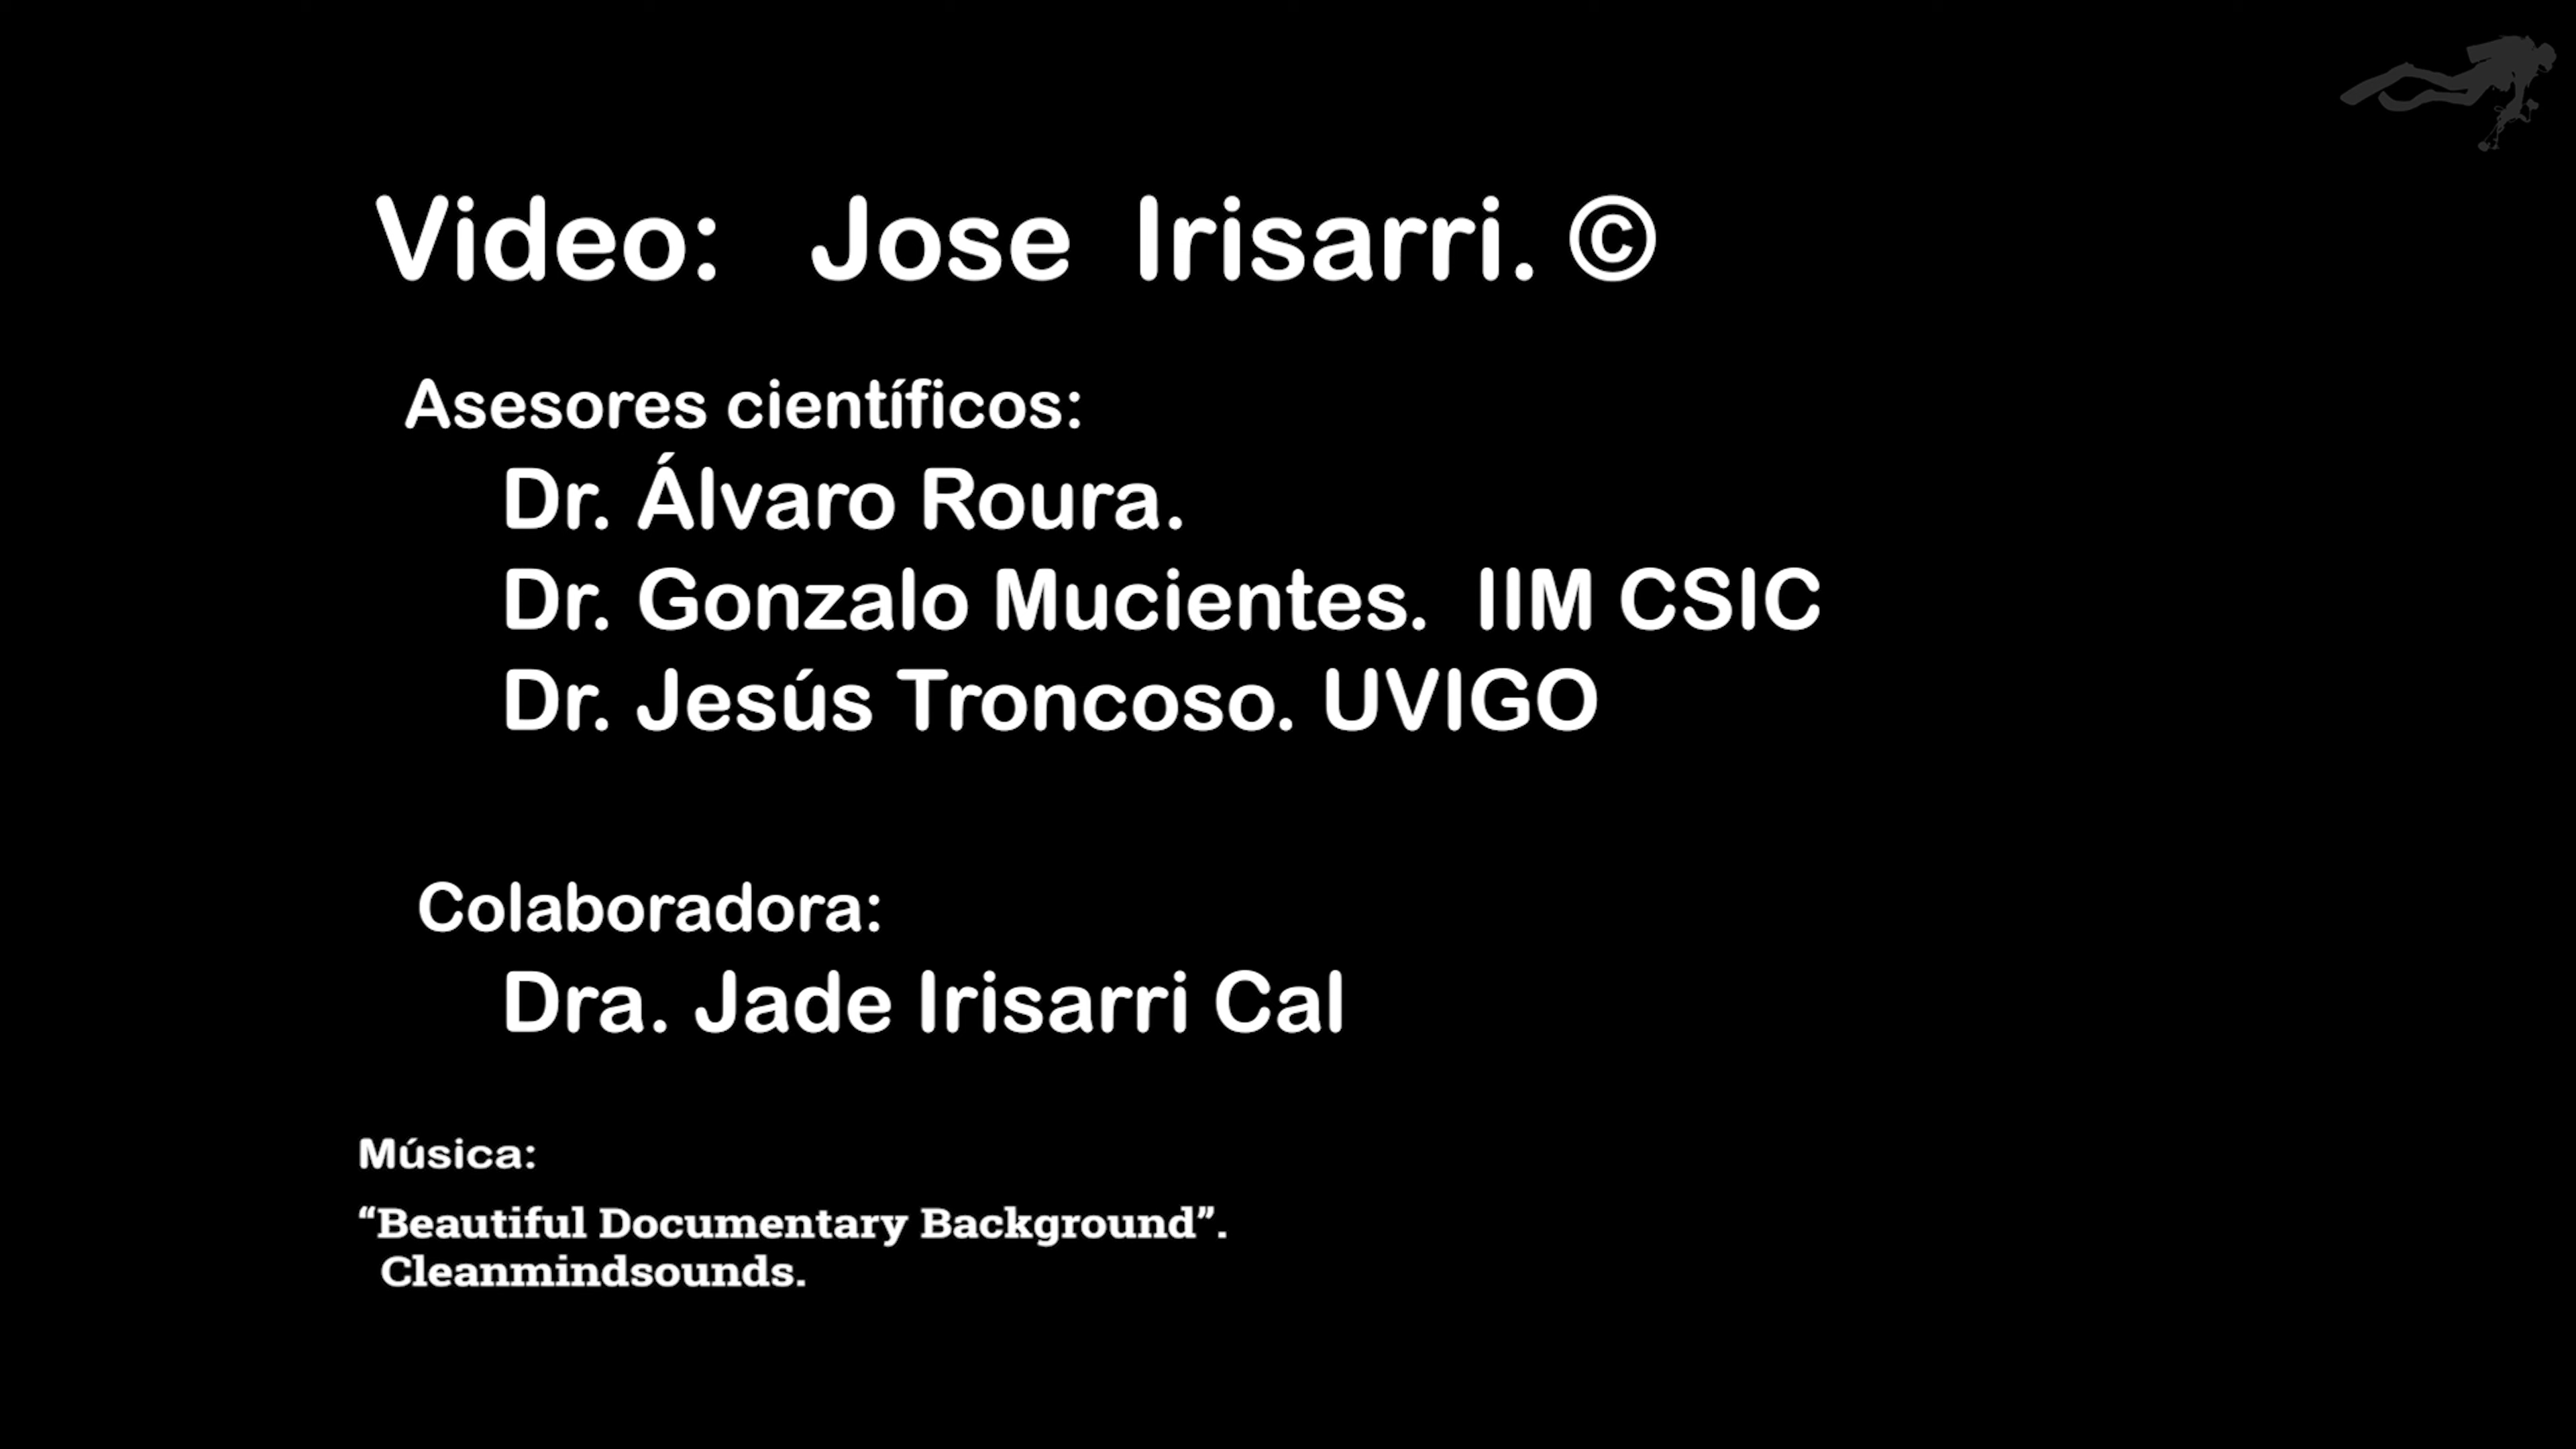 Video: Jose Irisarri. ©
Asesores científicos:
Dr. Álvaro Roura.
Dr. Gonzalo Mucientes. IIM CSIC
Dr. Jesús Troncoso. UVIGO
Colaboradora:
Dra. Jade Irisarri Cal
Música:
“Beautiful Documentary Background”.
Cleanmindsounds.